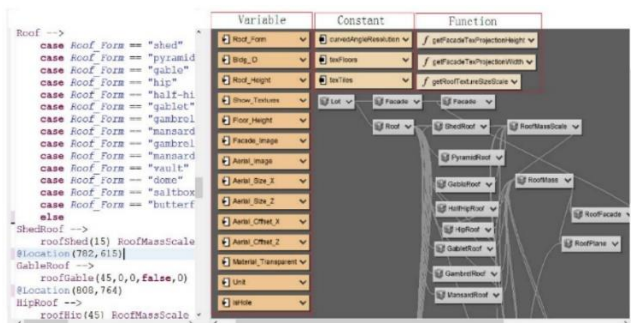 Roof -->
case Roof_Form == "shed"
case Roof_Form == "pyramid
case Roof_Form == "gable"
case Roof_Form == "hip"
case Roof_Form == "half-hi
case Roof_Form == "gablet"
case Roof_Form == "gambrel
case Roof_Form == "mansard
case Roof_Form == "gambrel
case Roof_Form == "mansard
case Roof_Form == "vault"
case Roof_Form == "dome"
case Roof_Form == "saltbox
case Roof_Form == "butterf
else
ShedRoof -->
roofShed(15) RoofMassScale
@Location(782,615)
GableRoof -->
roofGable(45,0,0,false,0)
@Location(808,764)
HipRoof -->
roofHip(45) RoofMassScale
Variable
Roof_Form
Bldg_ID
Roof_Height
Show_Textures
Floor_Height
Facade_Image
Aerial_Image
Aerial_Size_X
Aerial_Size_Z
Aerial_Offset_X
Aerial_Offset_Z
Material_Transparent
Unit
isHole
Constant
curvedAngleResolution
texFloors
texTiles
Function
getFacadeTexProjectionHeight
getFacadeTexProjectionWidth
getRoofTextureSizeScale
Lot
Facade
Facade
Roof
ShedRoof
RoofMassScale
PyramidRoof
GableRoof
RoofMass
HalfHipRoof
RoofFacade
HipRoof
GabletRoof
RoofPlane
GambrelRoof
MansardRoof